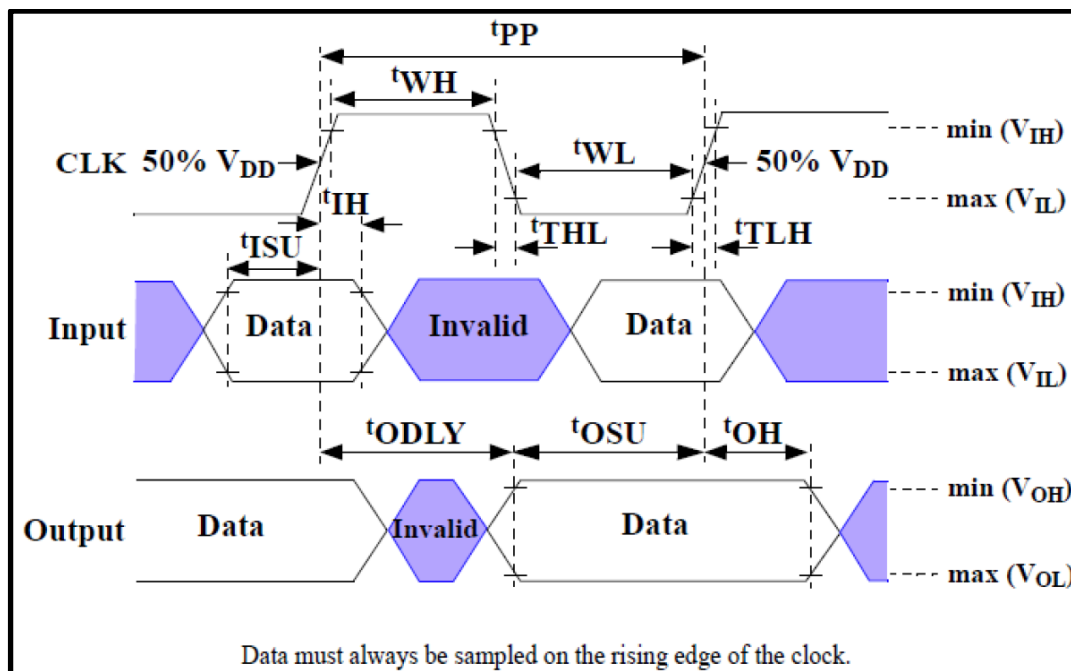 tPP
tWH
min (VIH)
CLK 50% VDD
tWL
50% VDD
tIH
max (VIL)
tTHL
tTLH
tISU
min (VIH)
Input
Data
Invalid
Data
max (VIL)
tODLY
tOSU
tOH
min (VOH)
Output
Data
Invalid
Data
max (VOL)
Data must always be sampled on the rising edge of the clock.